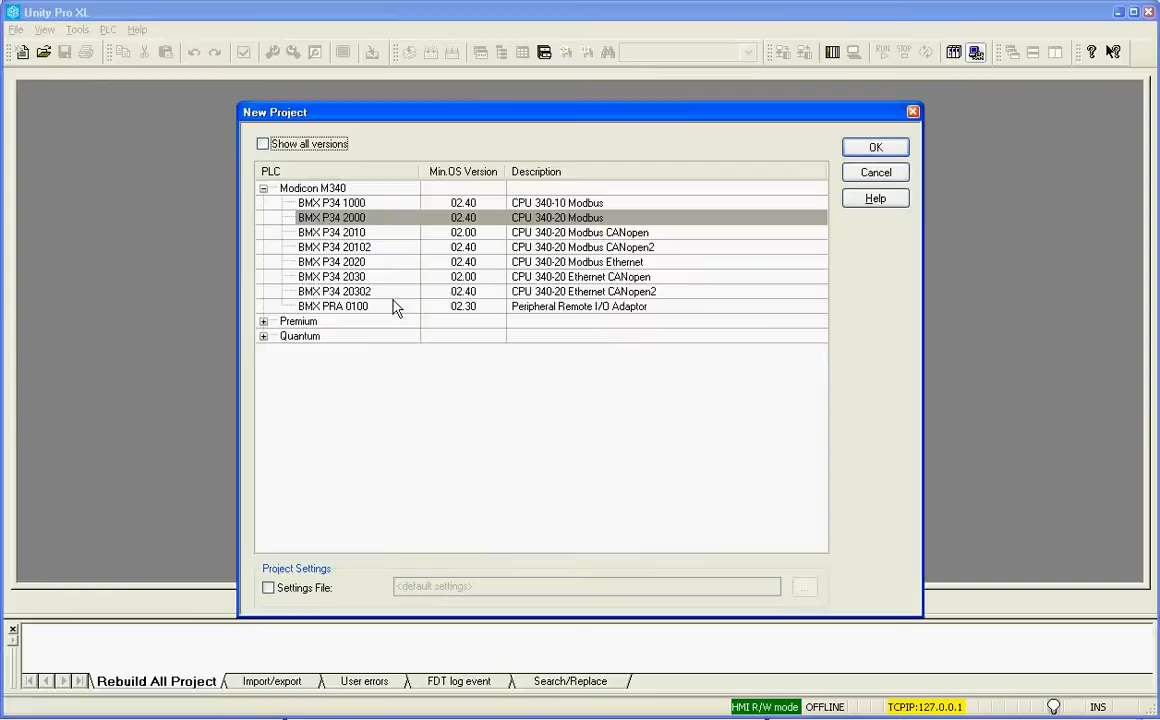 Unity Pro XL
File View Tools PLC Help
RUN STOP
New Project
Show all versions
OK
PLC Min.OS Version Description
Cancel
Modicon M340
Help
BMX P34 1000 02.40 CPU 340-10 Modbus
BMX P34 2000 02.40 CPU 340-20 Modbus
BMX P34 2010 02.00 CPU 340-20 Modbus CANopen
BMX P34 20102 02.40 CPU 340-20 Modbus CANopen2
BMX P34 2020 02.40 CPU 340-20 Modbus Ethernet
BMX P34 2030 02.00 CPU 340-20 Ethernet CANopen
BMX P34 20302 02.40 CPU 340-20 Ethernet CANopen2
BMX PRA 0100 02.30 Peripheral Remote I/O Adaptor
Premium
Quantum
Project Settings
Settings File: <default settings> ...
Rebuild All Project Import/export User errors FDT log event Search/Replace
HMI R/W mode OFFLINE TCPIP:127.0.0.1 INS